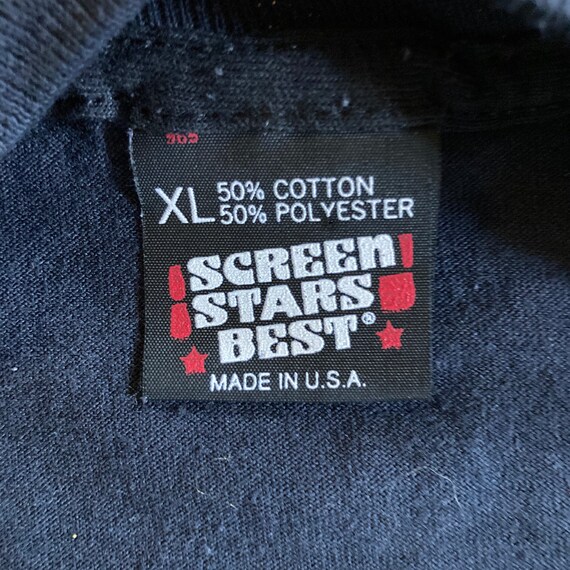 XL 50% COTTON
50% POLYESTER
SCREEN
STARS
BEST®
MADE IN U.S.A.